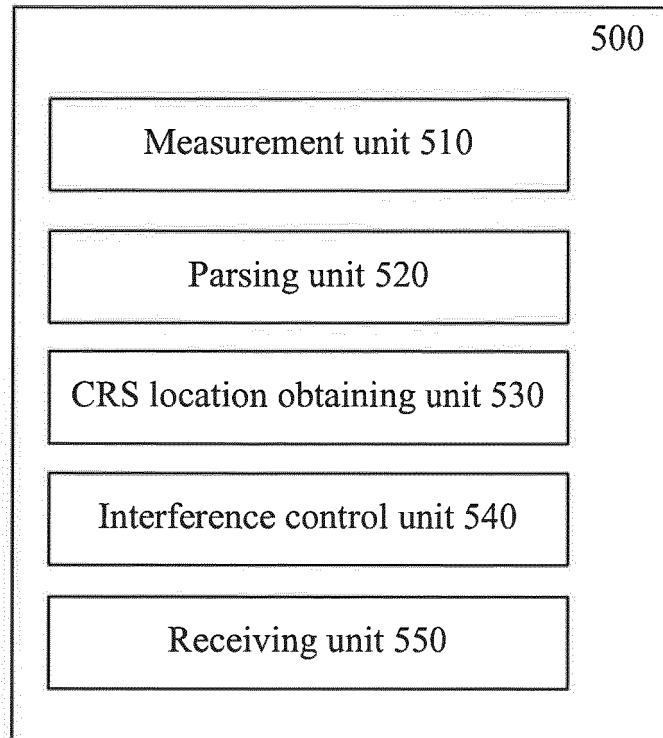 500
Measurement unit 510
Parsing unit 520
CRS location obtaining unit 530
Interference control unit 540
Receiving unit 550